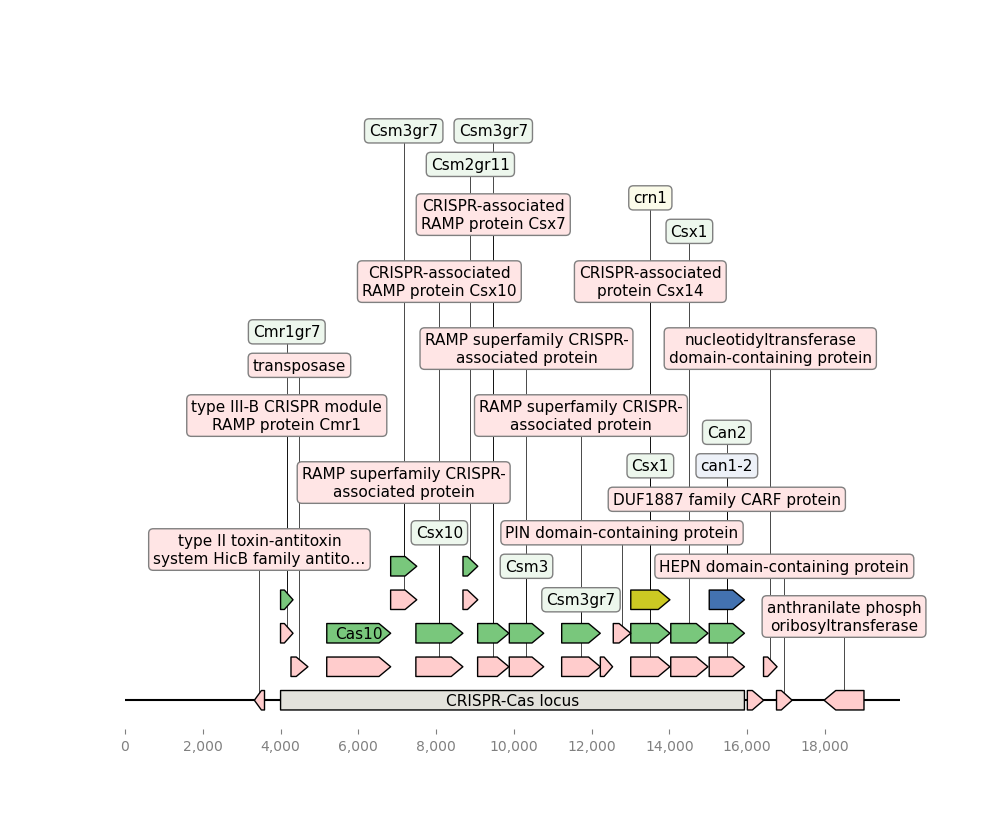 Csm3gr7
Csm3gr7
Csm2gr11
crn1
CRISPR-associated
RAMP protein Csx7
Csx1
CRISPR-associated
RAMP protein Csx10
CRISPR-associated
protein Csx14
Cmr1gr7
RAMP superfamily CRISPR-
associated protein
nucleotidyltransferase
domain-containing protein
transposase
type III-B CRISPR module
RAMP protein Cmr1
RAMP superfamily CRISPR-
associated protein
Can2
RAMP superfamily CRISPR-
associated protein
Csx1
can1-2
DUF1887 family CARF protein
type II toxin-antitoxin
system HicB family antito...
Csx10
PIN domain-containing protein
Csm3
HEPN domain-containing protein
Csm3gr7
anthranilate phosph
oribosyltransferase
Cas10
CRISPR-Cas locus
0
2,000
4,000
6,000
8,000
10,000
12,000
14,000
16,000
18,000